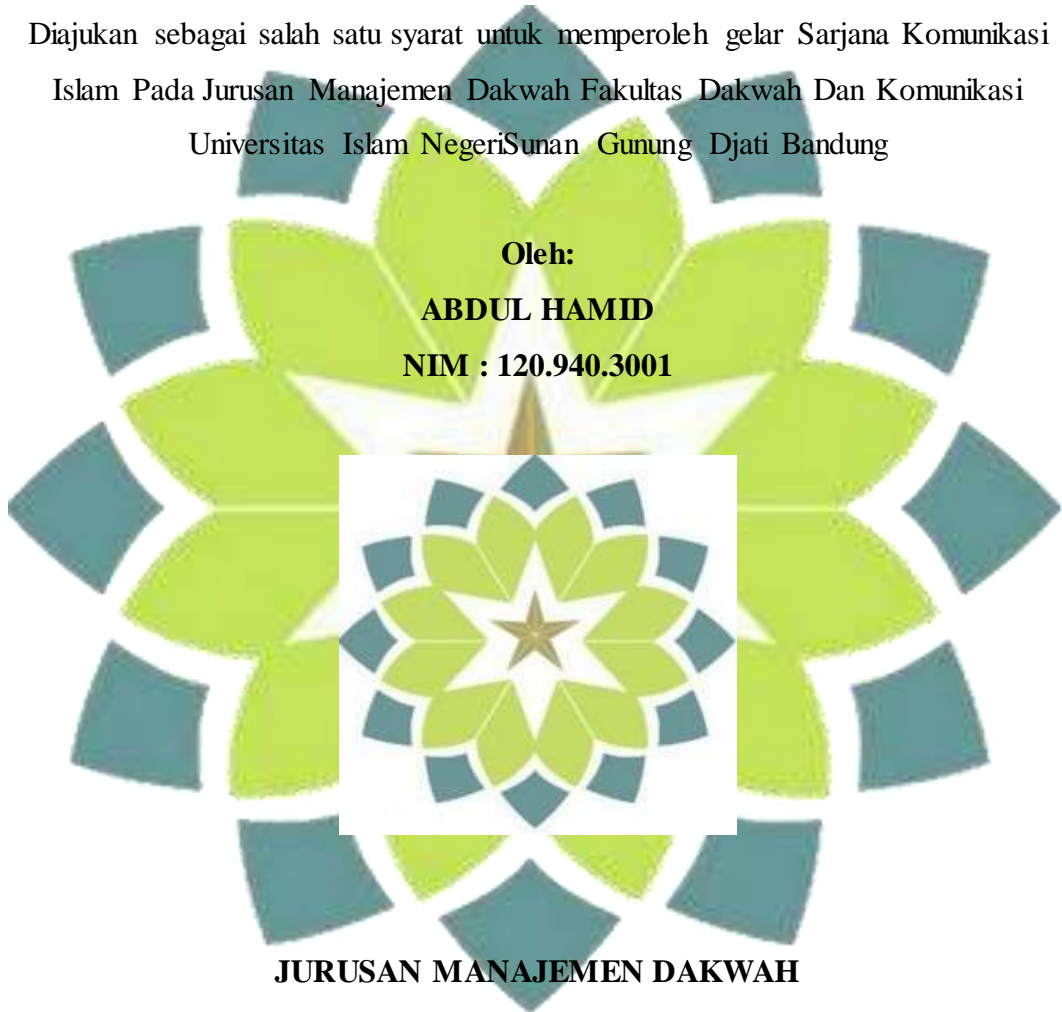 Diajukan sebagai salah satu syarat untuk memperoleh gelar Sarjana Komunikasi
Islam Pada Jurusan Manajemen Dakwah Fakultas Dakwah Dan Komunikasi
Universitas Islam NegeriSunan Gunung Djati Bandung
Oleh:
ABDUL HAMID
NIM : 120.940.3001
JURUSAN MANAJEMEN DAKWAH